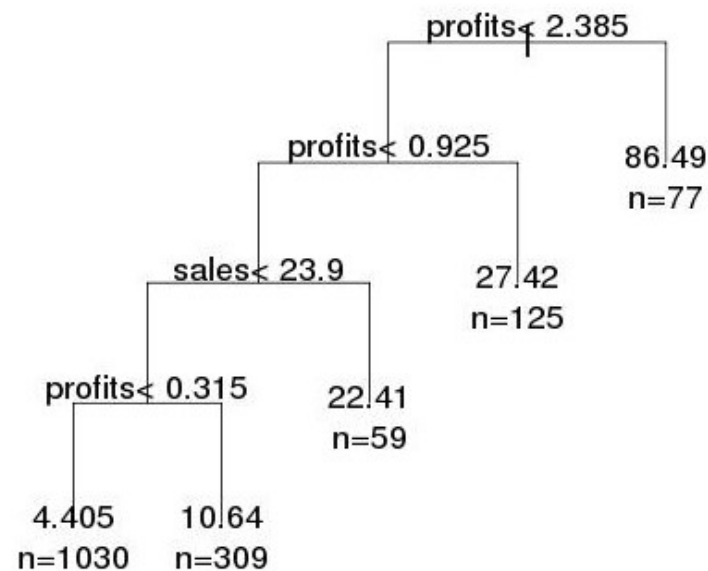 profits< 2.385
profits< 0.925
86.49
n=77
sales< 23.9
27.42
n=125
profits< 0.315
22.41
n=59
4.405
n=1030
10.64
n=309